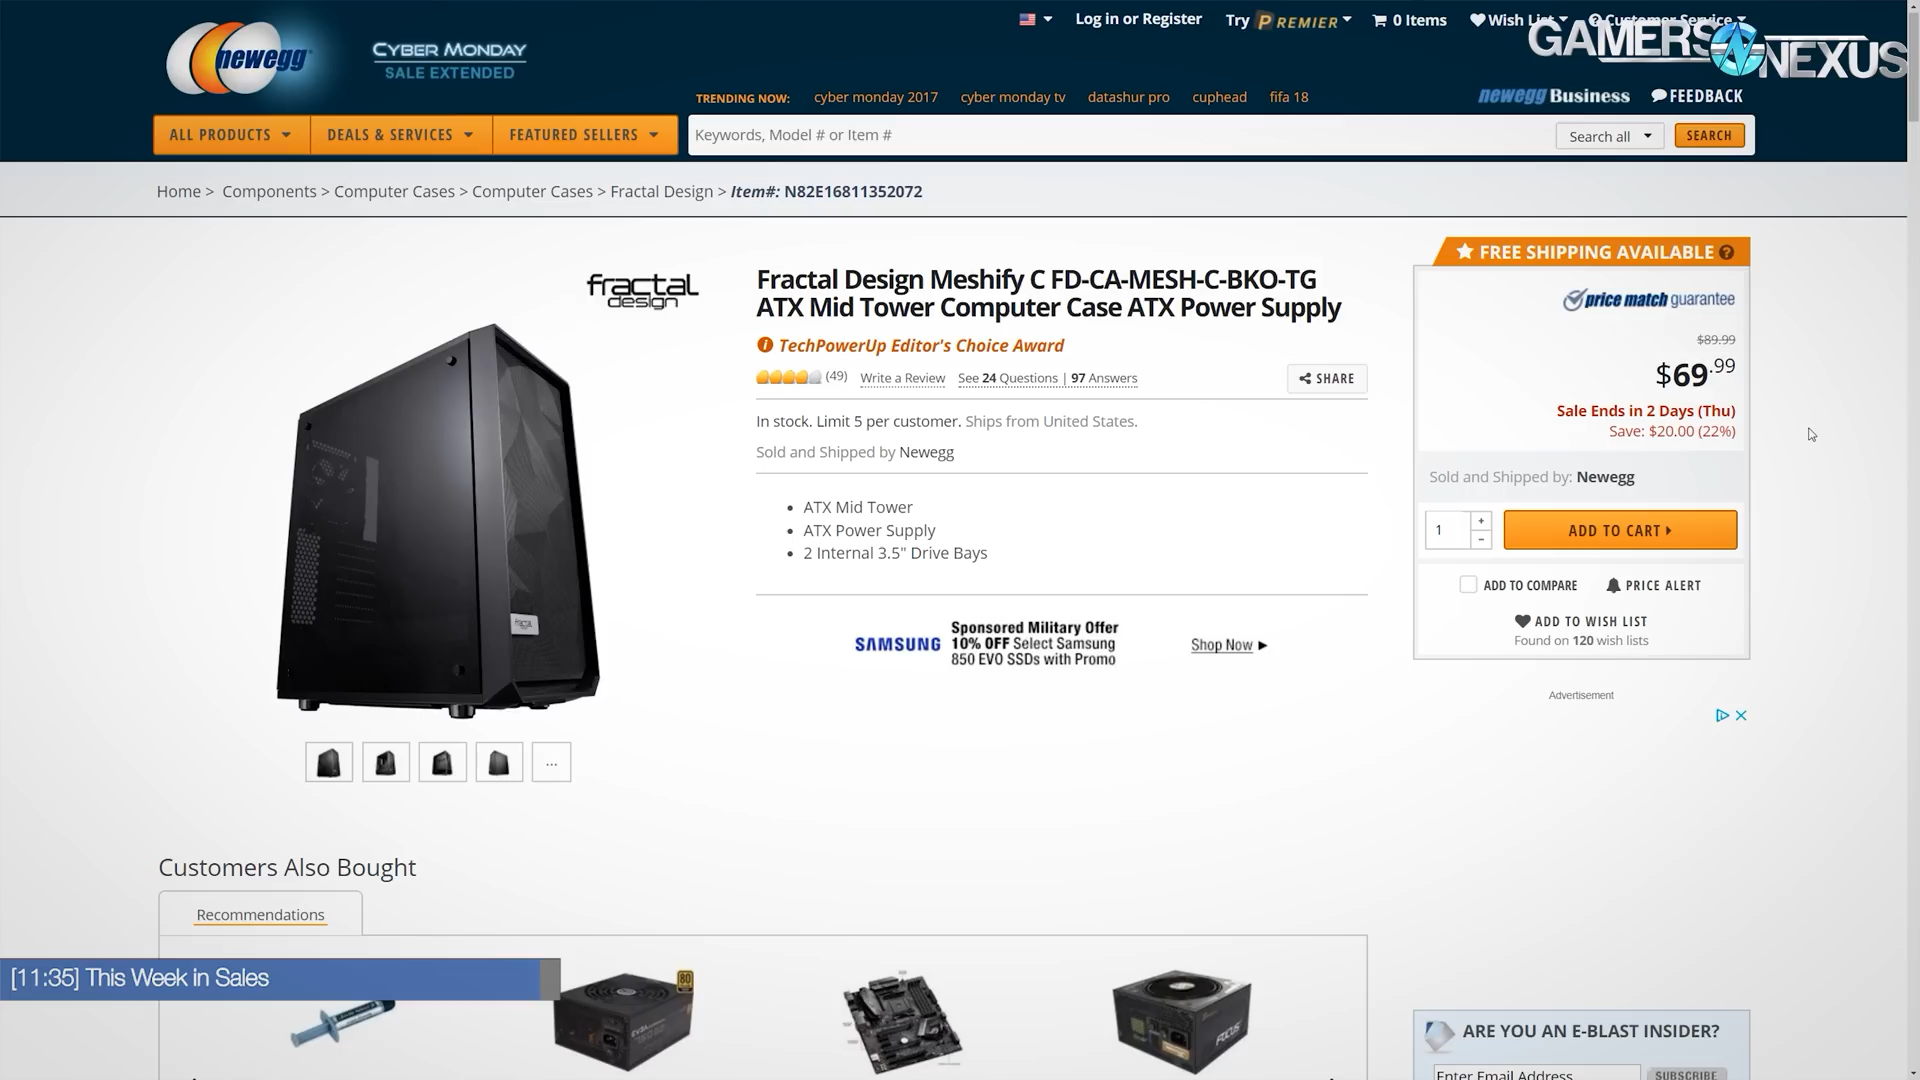 Log in or Register
Try PREMIER
0 Items
Wish List
Customer Service
GAMERS NEXUS
newegg
CYBER MONDAY
SALE EXTENDED
TRENDING NOW: cyber monday 2017 cyber monday tv datashur pro cuphead fifa 18
newegg Business
FEEDBACK
ALL PRODUCTS
DEALS & SERVICES
FEATURED SELLERS
Keywords, Model # or Item #
Search all
SEARCH
Home > Components > Computer Cases > Computer Cases > Fractal Design > Item#: N82E16811352072
fractal
design
Fractal Design Meshify C FD-CA-MESH-C-BKO-TG
ATX Mid Tower Computer Case ATX Power Supply
TechPowerUp Editor's Choice Award
(49) Write a Review See 24 Questions | 97 Answers
SHARE
In stock. Limit 5 per customer. Ships from United States.
Sold and Shipped by Newegg
• ATX Mid Tower
• ATX Power Supply
• 2 Internal 3.5" Drive Bays
SAMSUNG
Sponsored Military Offer
10% OFF Select Samsung
850 EVO SSDs with Promo
Shop Now
FREE SHIPPING AVAILABLE ?
price match guarantee
$89.99
$69.99
Sale Ends in 2 Days (Thu)
Save: $20.00 (22%)
Sold and Shipped by: Newegg
1
+
-
ADD TO CART
ADD TO COMPARE
PRICE ALERT
ADD TO WISH LIST
Found on 120 wish lists
Advertisement
...
Customers Also Bought
Recommendations
[11:35] This Week in Sales
80
EVGA
FOCUS
ARE YOU AN E-BLAST INSIDER?
Enter Email Address
SUBSCRIBE